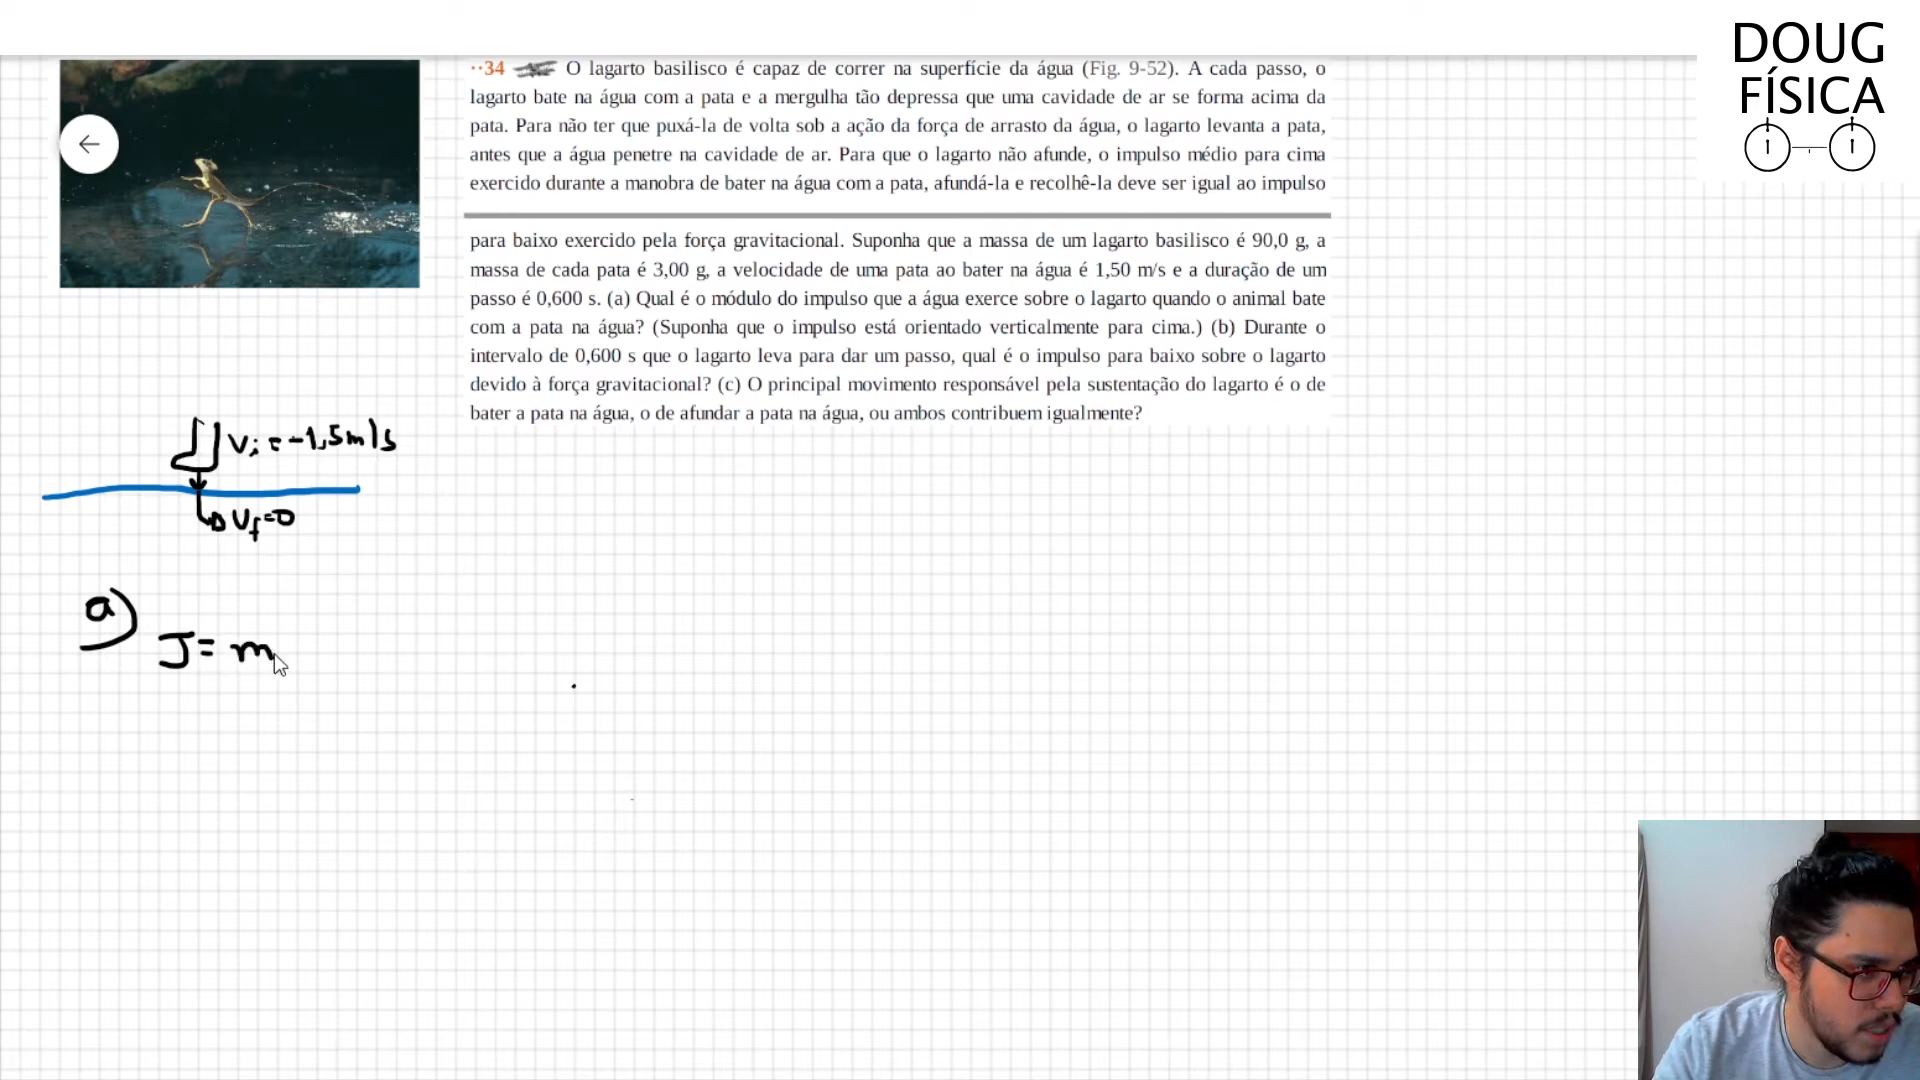 DOUG
FÍSICA
··34 O lagarto basilisco é capaz de correr na superfície da água (Fig. 9-52). A cada passo, o
lagarto bate na água com a pata e a mergulha tão depressa que uma cavidade de ar se forma acima da
pata. Para não ter que puxá-la de volta sob a ação da força de arrasto da água, o lagarto levanta a pata,
antes que a água penetre na cavidade de ar. Para que o lagarto não afunde, o impulso médio para cima
exercido durante a manobra de bater na água com a pata, afundá-la e recolhê-la deve ser igual ao impulso
para baixo exercido pela força gravitacional. Suponha que a massa de um lagarto basilisco é 90,0 g, a
massa de cada pata é 3,00 g, a velocidade de uma pata ao bater na água é 1,50 m/s e a duração de um
passo é 0,600 s. (a) Qual é o módulo do impulso que a água exerce sobre o lagarto quando o animal bate
com a pata na água? (Suponha que o impulso está orientado verticalmente para cima.) (b) Durante o
intervalo de 0,600 s que o lagarto leva para dar um passo, qual é o impulso para baixo sobre o lagarto
devido à força gravitacional? (c) O principal movimento responsável pela sustentação do lagarto é o de
bater a pata na água, o de afundar a pata na água, ou ambos contribuem igualmente?
Vi = -1,5m/s
Vf=0
a)
J= m